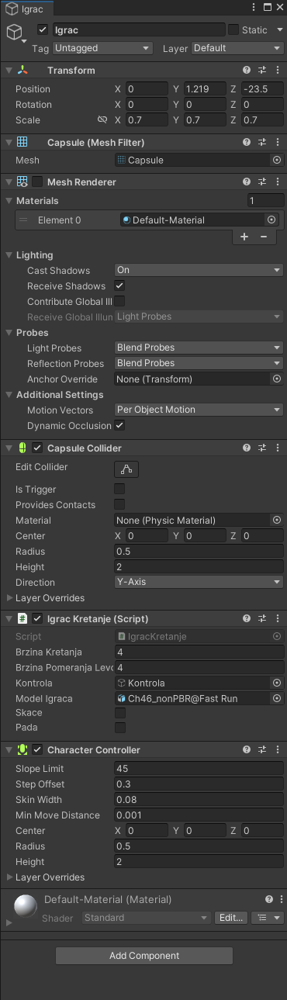 Igrac
Igrac Static
Tag Untagged Layer Default
Transform
Position X 0 Y 1.219 Z -23.5
Rotation X 0 Y 0 Z 0
Scale X 0.7 Y 0.7 Z 0.7
Capsule (Mesh Filter)
Mesh Capsule
Mesh Renderer
Materials 1
Element 0 Default-Material
+ −
Lighting
Cast Shadows On
Receive Shadows
Contribute Global Ill
Receive Global Illum Light Probes
Probes
Light Probes Blend Probes
Reflection Probes Blend Probes
Anchor Override None (Transform)
Additional Settings
Motion Vectors Per Object Motion
Dynamic Occlusion
Capsule Collider
Edit Collider
Is Trigger
Provides Contacts
Material None (Physic Material)
Center X 0 Y 0 Z 0
Radius 0.5
Height 2
Direction Y-Axis
Layer Overrides
# Igrac Kretanje (Script)
Script # IgracKretanje
Brzina Kretanja 4
Brzina Pomeranja Levo 4
Kontrola Kontrola
Model Igraca Ch46_nonPBR@Fast Run
Skace
Pada
Character Controller
Slope Limit 45
Step Offset 0.3
Skin Width 0.08
Min Move Distance 0.001
Center X 0 Y 0 Z 0
Radius 0.5
Height 2
Layer Overrides
Default-Material (Material)
Shader Standard Edit...
Add Component